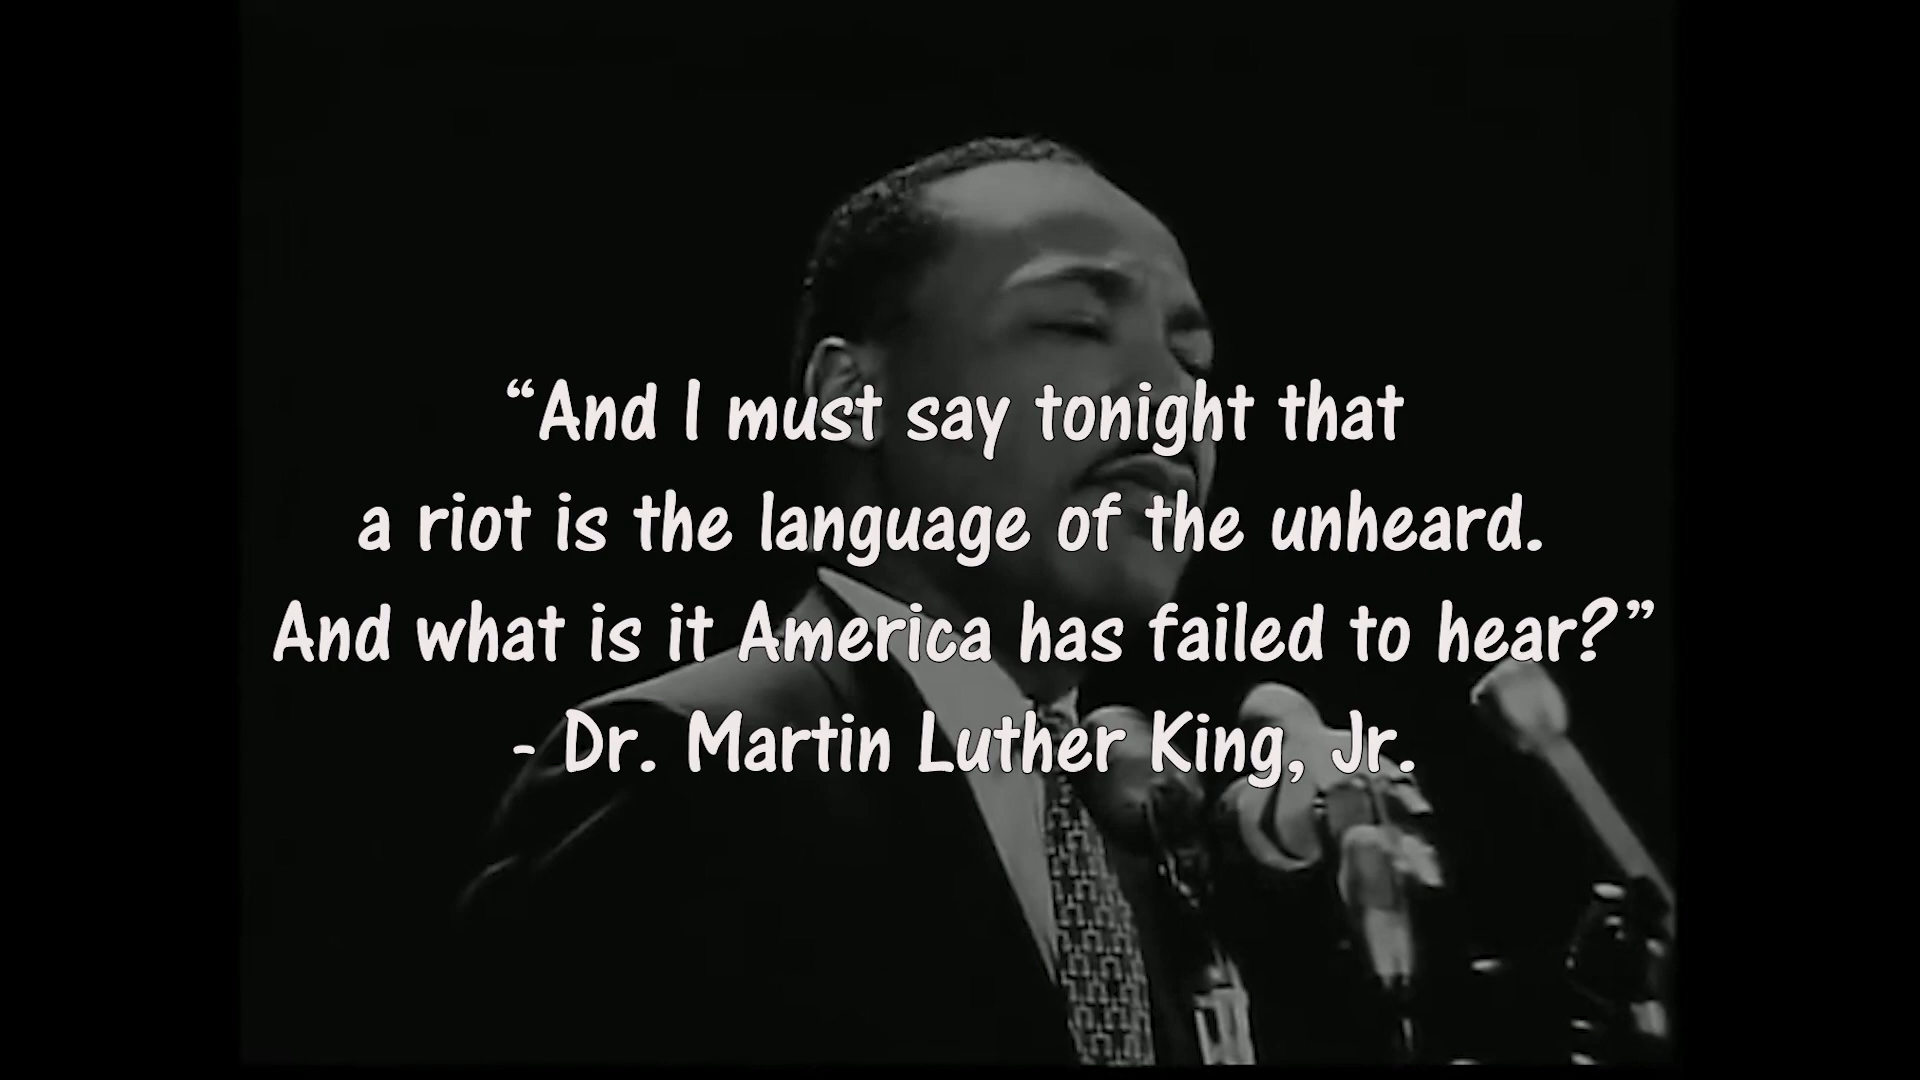 “And I must say tonight that
a riot is the language of the unheard.
And what is it America has failed to hear?”
- Dr. Martin Luther King, Jr.